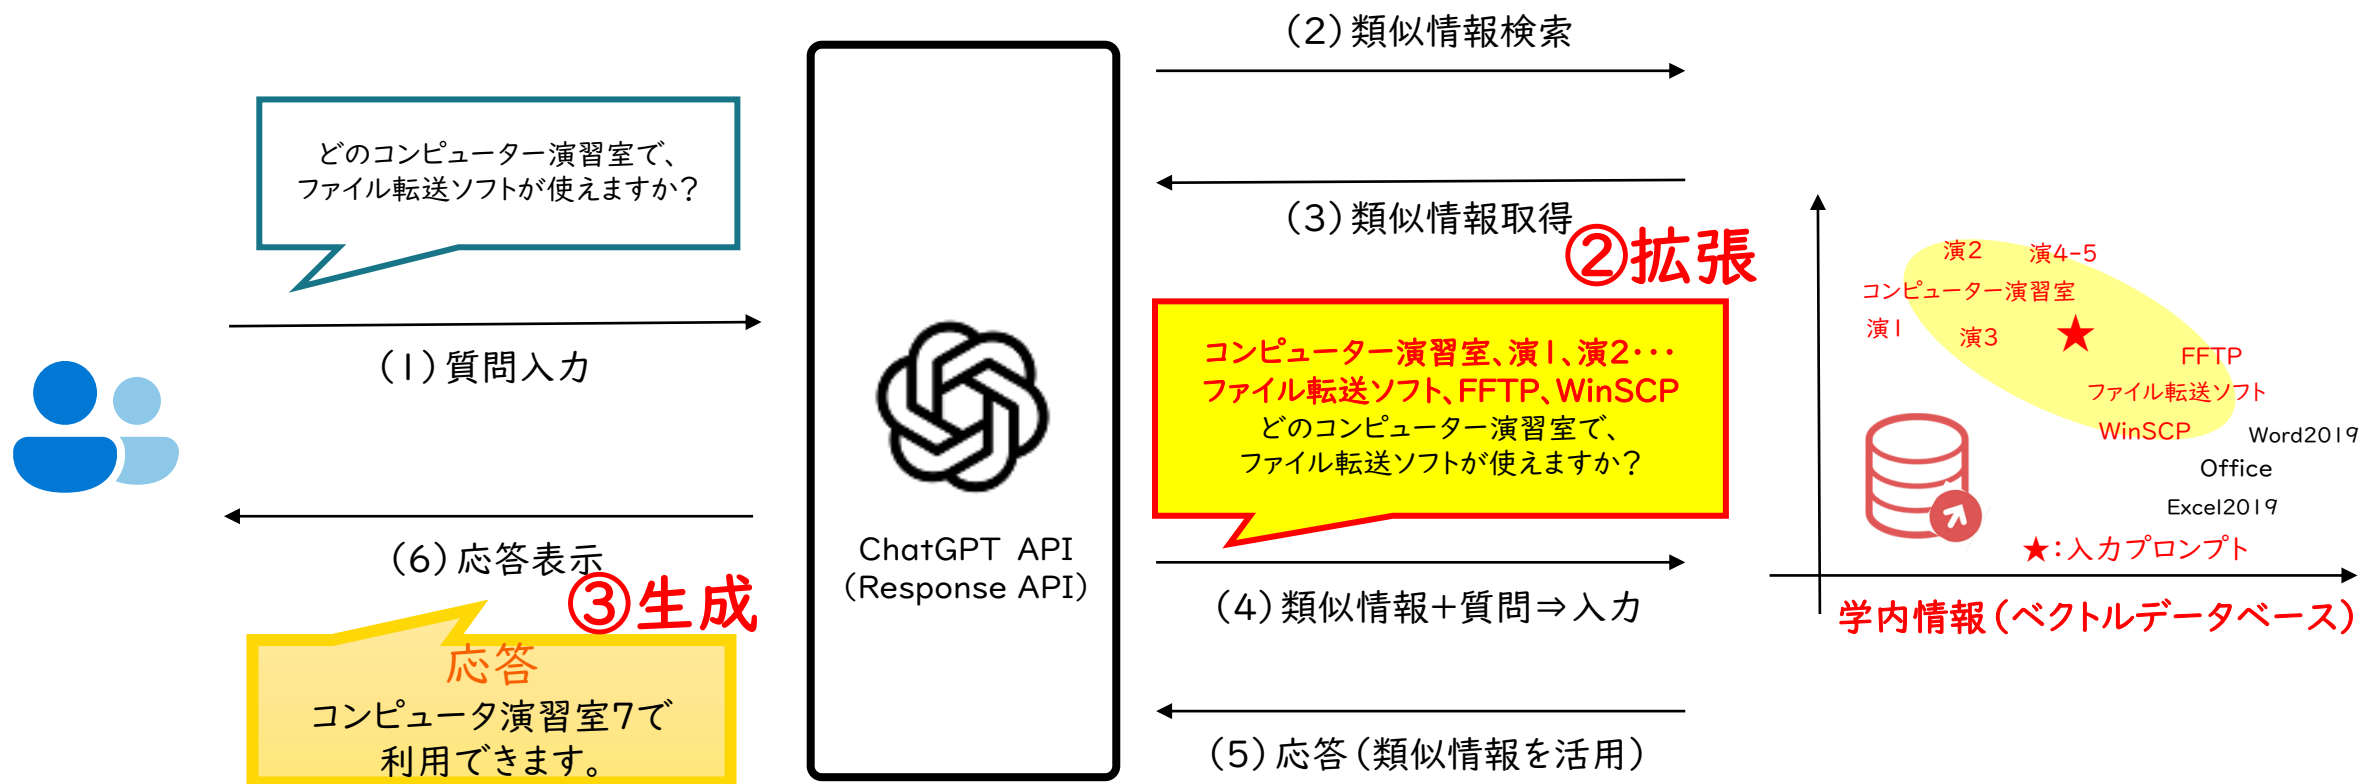 どのコンピューター演習室で、
ファイル転送ソフトが使えますか？
(1)質問入力
(6)応答表示
③生成
応答
コンピュータ演習室7で
利用できます。
ChatGPT API
(Response API)
(2)類似情報検索
(3)類似情報取得
②拡張
コンピューター演習室、演1、演2・・・
ファイル転送ソフト、FFTP、WinSCP
どのコンピューター演習室で、
ファイル転送ソフトが使えますか？
(4)類似情報+質問⇒入力
(5)応答(類似情報を活用)
演2
演4-5
コンピューター演習室
演1
演3
★
FFTP
ファイル転送ソフト
WinSCP
Word2019
Office
Excel2019
★:入力プロンプト
学内情報(ベクトルデータベース)